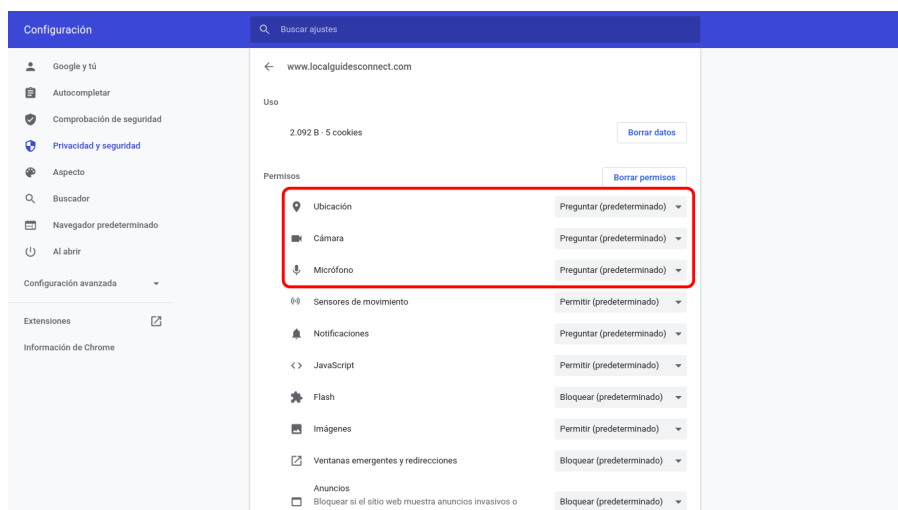 Configuración
Buscar ajustes
Google y tú
Autocompletar
Comprobación de seguridad
Privacidad y seguridad
Aspecto
Buscador
Navegador predeterminado
Al abrir
Configuración avanzada
Extensiones
Información de Chrome
www.localguidesconnect.com
Uso
2.092 B · 5 cookies
Borrar datos
Permisos
Borrar permisos
Ubicación
Preguntar (predeterminado)
Cámara
Preguntar (predeterminado)
Micrófono
Preguntar (predeterminado)
Sensores de movimiento
Permitir (predeterminado)
Notificaciones
Preguntar (predeterminado)
JavaScript
Permitir (predeterminado)
Flash
Bloquear (predeterminado)
Imágenes
Permitir (predeterminado)
Ventanas emergentes y redirecciones
Bloquear (predeterminado)
Anuncios
Bloquear si el sitio web muestra anuncios invasivos o
Bloquear (predeterminado)